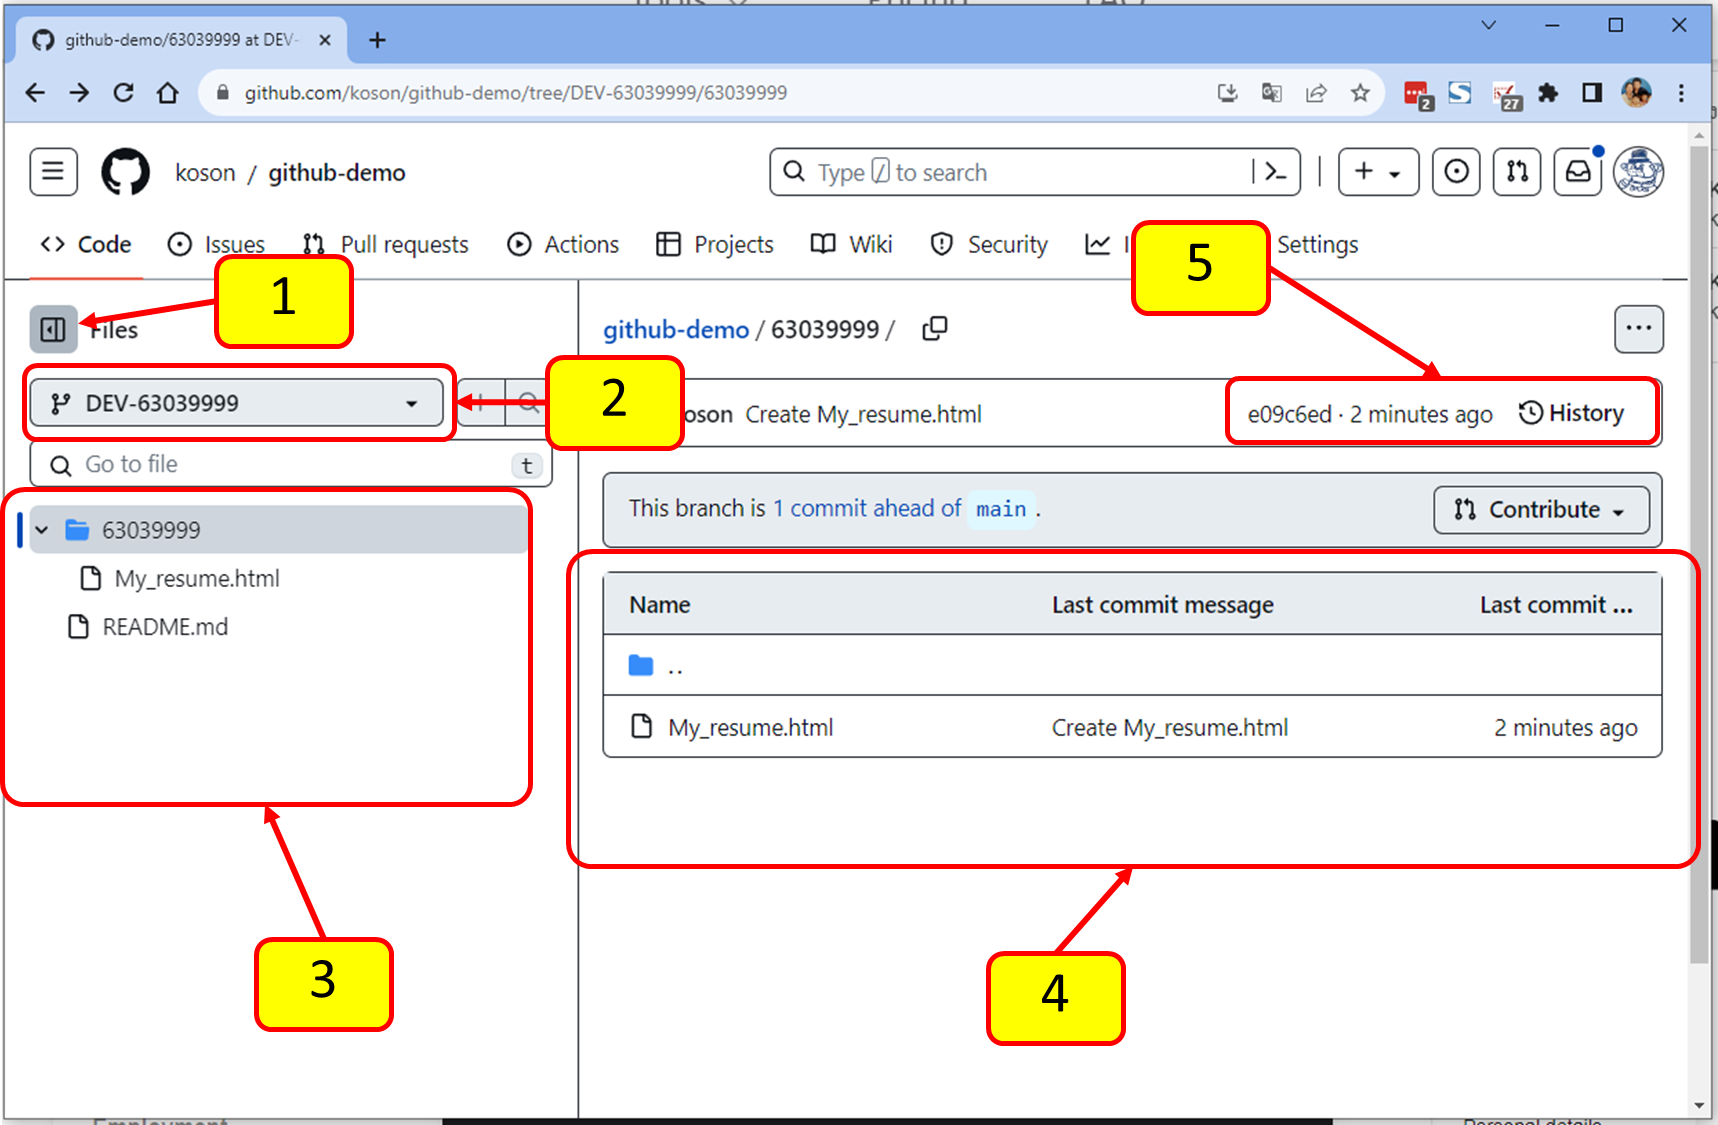 github-demo/63039999 at DEV-
github.com/koson/github-demo/tree/DEV-63039999/63039999
2
27
koson / github-demo
Type / to search
Code
Issues
Pull requests
Actions
Projects
Wiki
Security
Settings
1
5
Files
github-demo / 63039999 /
DEV-63039999
2
Create My_resume.html
e09c6ed · 2 minutes ago
History
Go to file
t
This branch is 1 commit ahead of main .
Contribute
63039999
My_resume.html
README.md
Name
Last commit message
Last commit ...
..
My_resume.html
Create My_resume.html
2 minutes ago
3
4